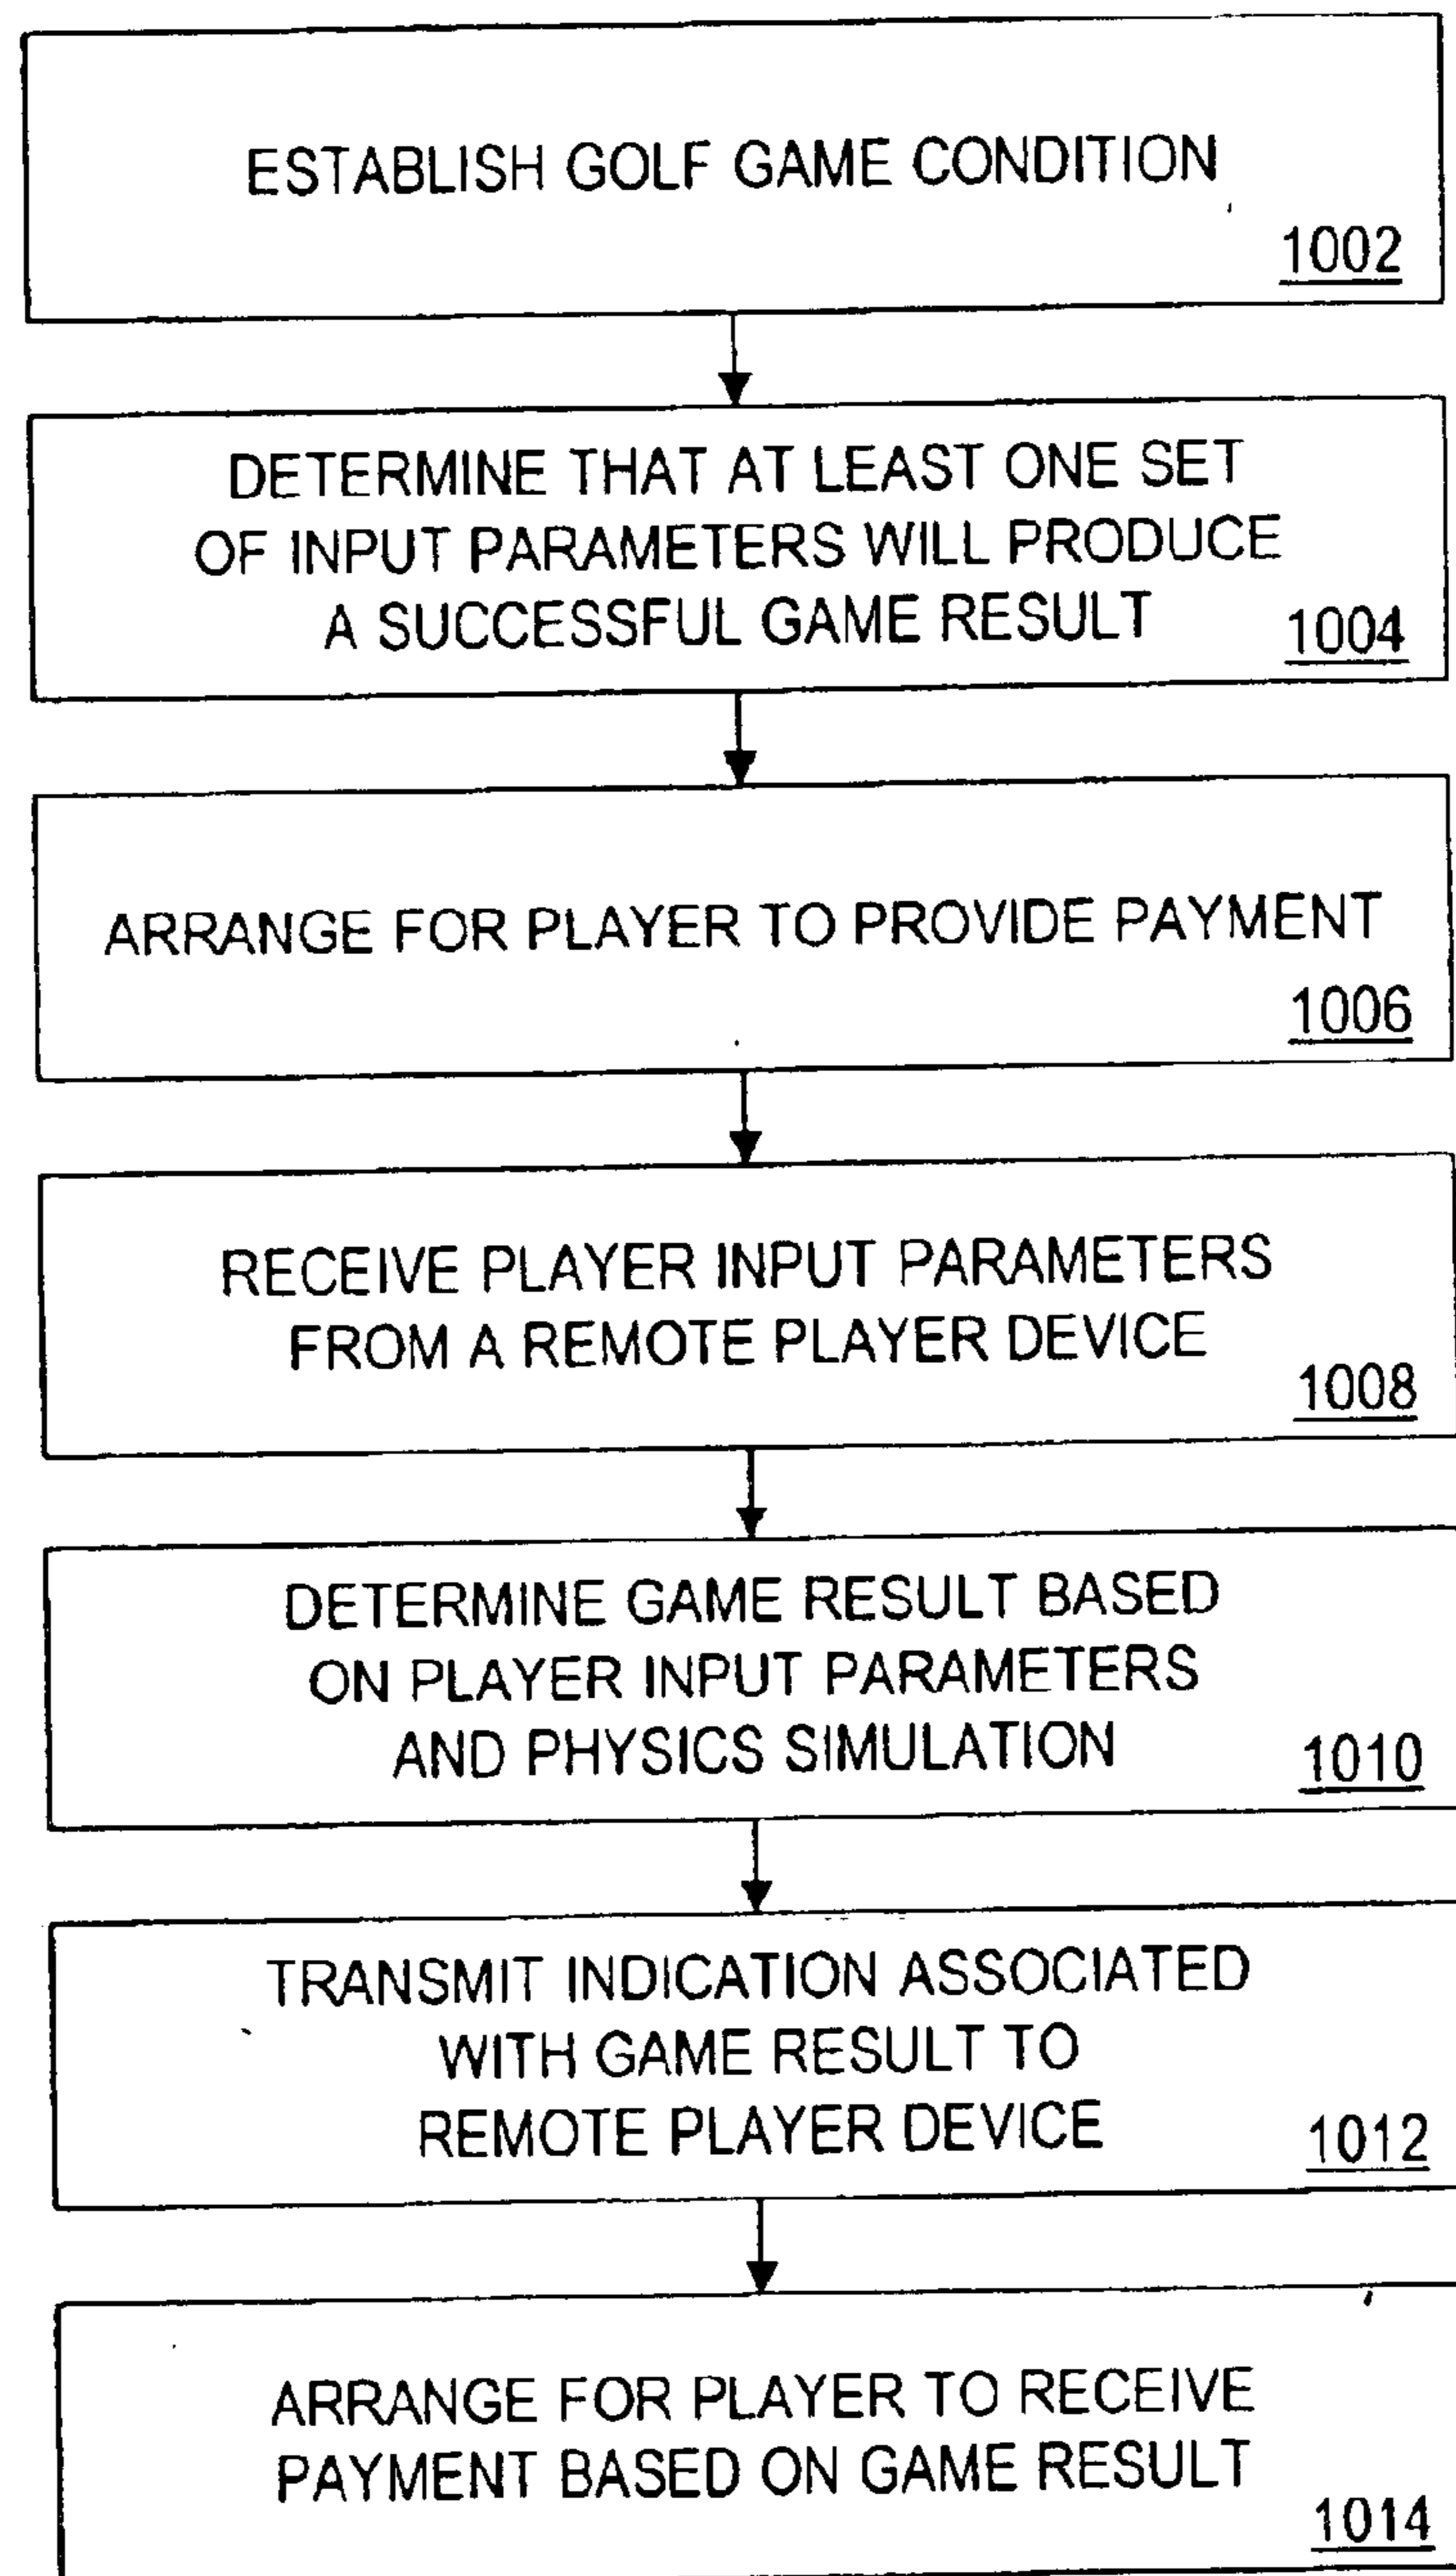 ESTABLISH GOLF GAME CONDITION
1002
DETERMINE THAT AT LEAST ONE SET
OF INPUT PARAMETERS WILL PRODUCE
A SUCCESSFUL GAME RESULT
1004
ARRANGE FOR PLAYER TO PROVIDE PAYMENT
1006
RECEIVE PLAYER INPUT PARAMETERS
FROM A REMOTE PLAYER DEVICE
1008
DETERMINE GAME RESULT BASED
ON PLAYER INPUT PARAMETERS
AND PHYSICS SIMULATION
1010
TRANSMIT INDICATION ASSOCIATED
WITH GAME RESULT TO
REMOTE PLAYER DEVICE
1012
ARRANGE FOR PLAYER TO RECEIVE
PAYMENT BASED ON GAME RESULT
1014